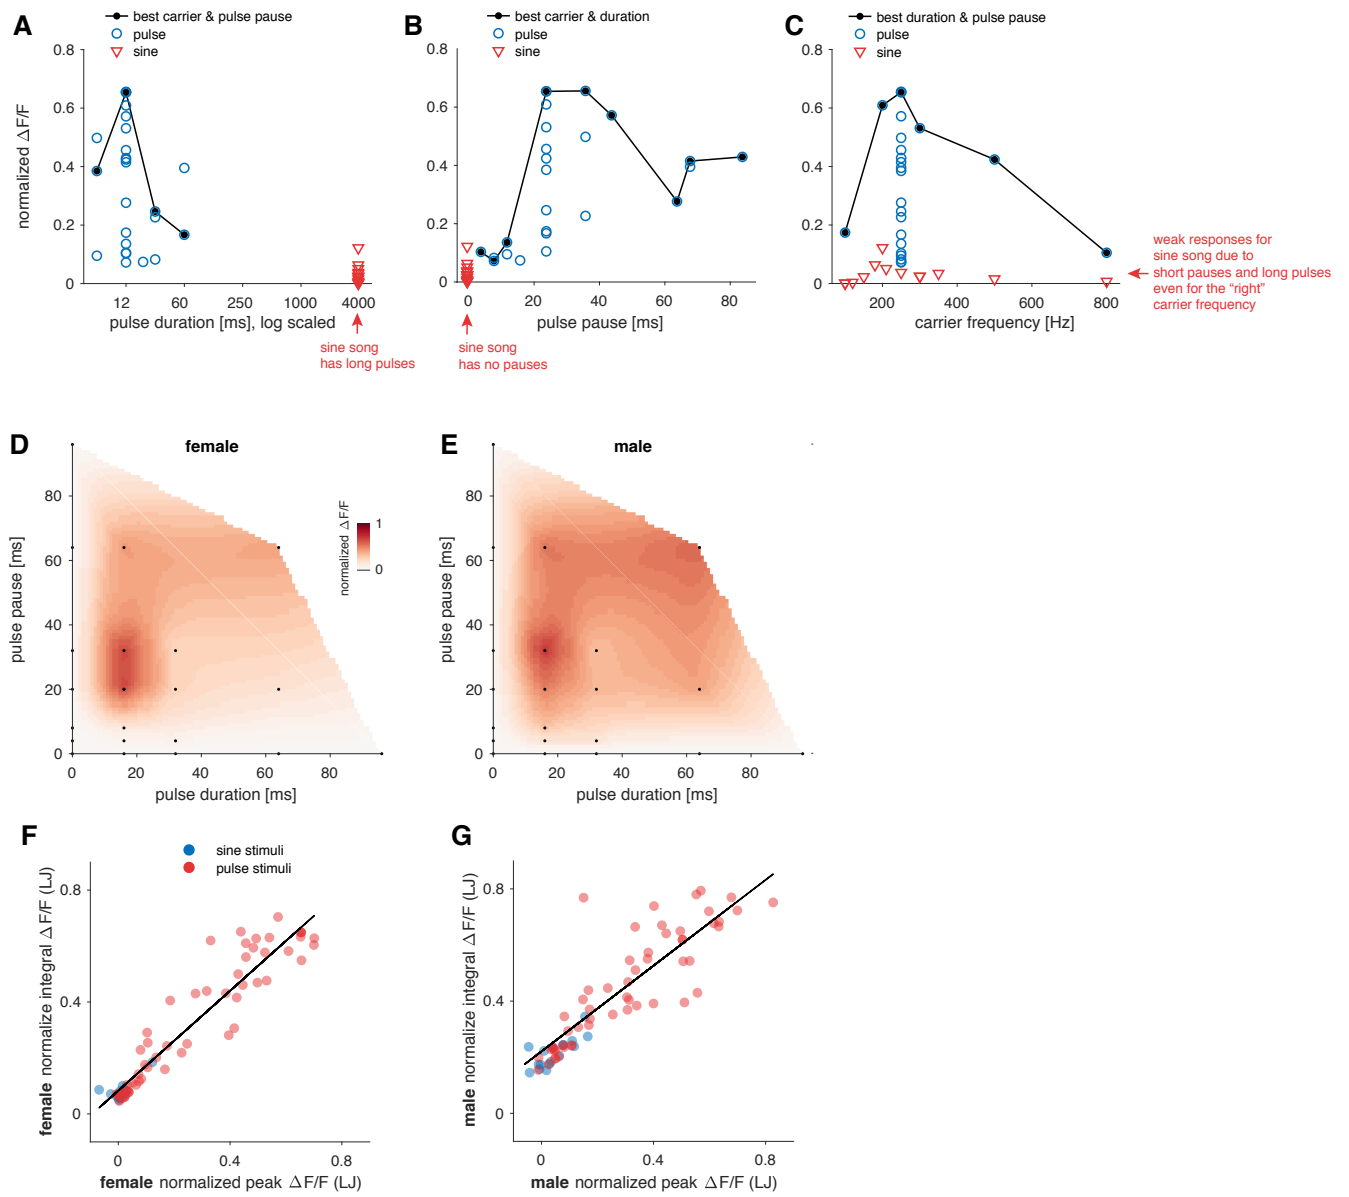 A
best carrier & pulse pause
pulse
sine
0.8
0.6
0.4
0.2
0
normalized ΔF/F
12
60
250
1000
4000
pulse duration [ms], log scaled
sine song
has long pulses
B
best carrier & duration
pulse
sine
0.8
0.6
0.4
0.2
0
0
20
40
60
80
pulse pause [ms]
sine song
has no pauses
C
best duration & pulse pause
pulse
sine
0.8
0.6
0.4
0.2
0
200
400
600
800
carrier frequency [Hz]
weak responses for
sine song due to
short pauses and long pulses
even for the “right”
carrier frequency
D
female
80
60
40
20
0
pulse pause [ms]
0
20
40
60
80
pulse duration [ms]
normalized ΔF/F
1
0
E
male
80
60
40
20
0
pulse pause [ms]
0
20
40
60
80
pulse duration [ms]
F
sine stimuli
pulse stimuli
0.8
0.4
0
female normalize integral ΔF/F (LJ)
0
0.4
0.8
female normalized peak ΔF/F (LJ)
G
0.8
0.4
0
male normalize integral ΔF/F (LJ)
0
0.4
0.8
male normalized peak ΔF/F (LJ)